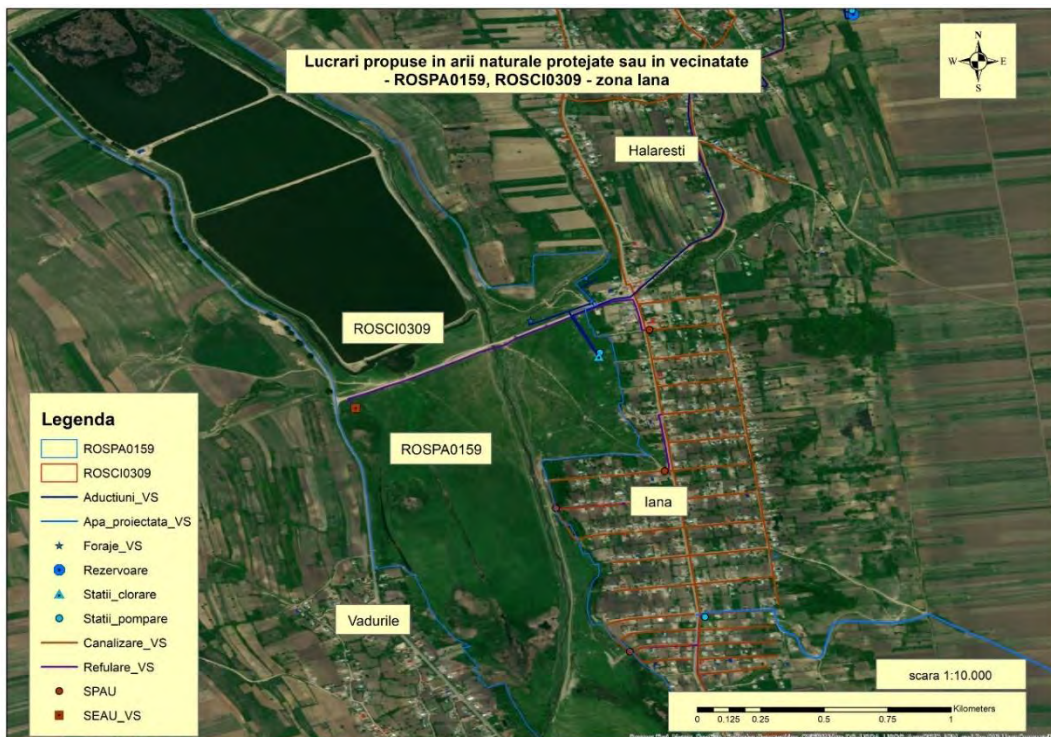 Lucrari propuse in arii naturale protejate sau in vecinatate
- ROSPA0159, ROSCI0309 - zona Iana
N
W E
S
Halaresti
ROSCI0309
ROSPA0159
Iana
Vadurile
Legenda
ROSPA0159
ROSCI0309
Aductiuni_VS
Apa_proiectata_VS
Foraje_VS
Rezervoare
Statii_clorare
Statii_pompare
Canalizare_VS
Refulare_VS
SPAU
SEAU_VS
scara 1:10.000
Kilometers
0 0.125 0.25 0.5 0.75 1